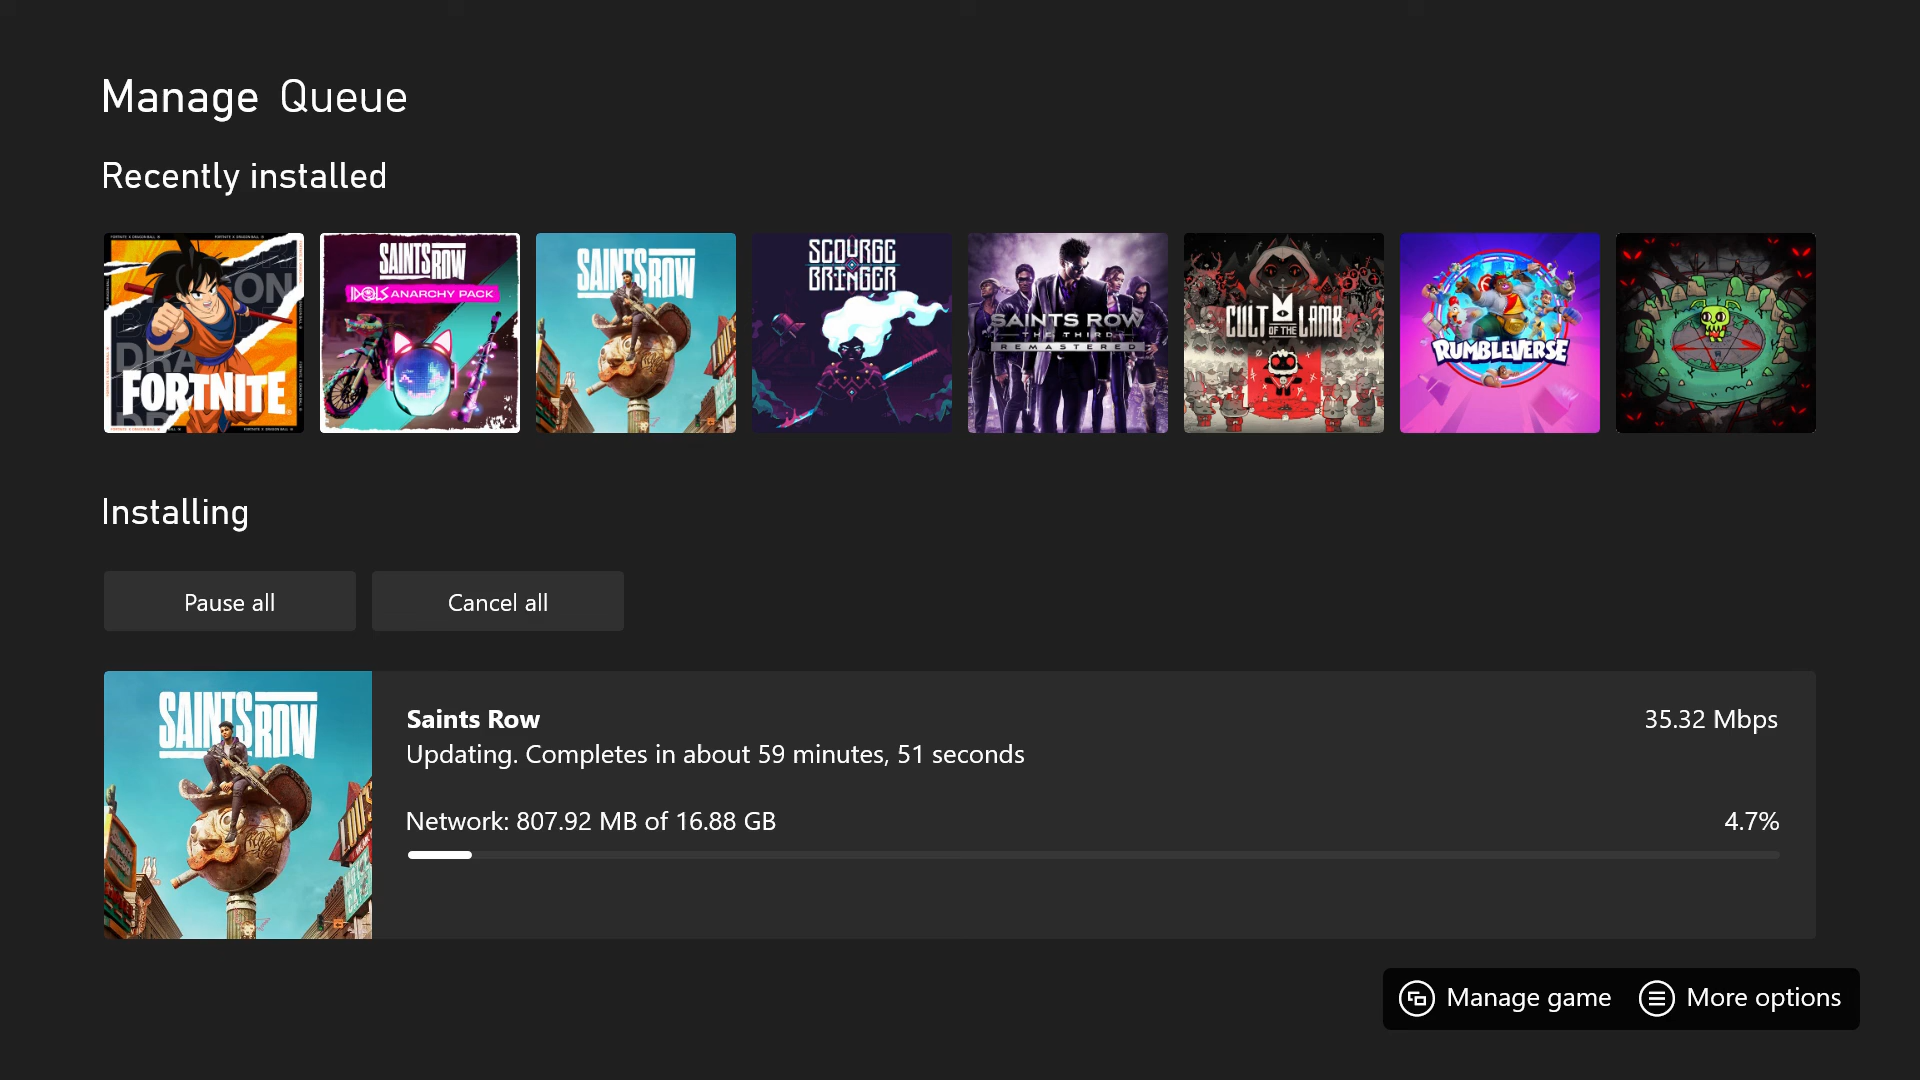 Manage Queue
Recently installed
FORTNITE
SAINTS ROW
IDOLS ANARCHY PACK
SAINTS ROW
SCOURGE
BRINGER
SAINTS ROW
THE THIRD
REMASTERED
CULT OF THE LAMB
RUMBLEVERSE
Installing
Pause all Cancel all
SAINTS ROW
Saints Row 35.32 Mbps
Updating. Completes in about 59 minutes, 51 seconds
Network: 807.92 MB of 16.88 GB 4.7%
Manage game More options